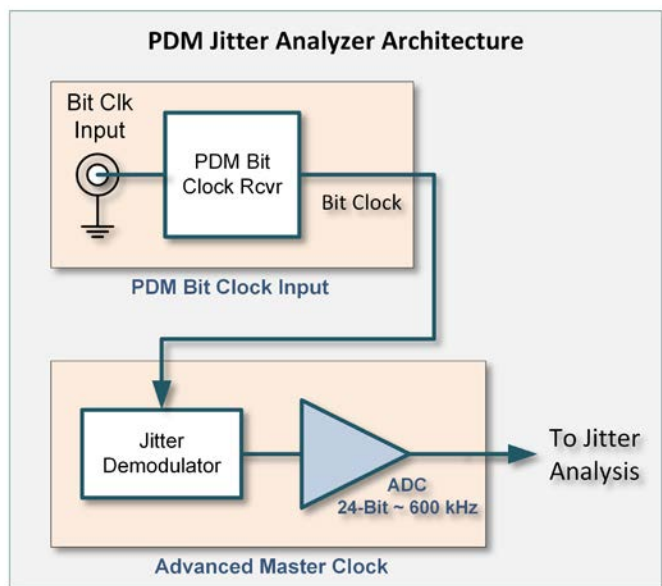 PDM Jitter Analyzer Architecture
Bit Clk
Input
PDM Bit
Clock Rcvr
Bit Clock
PDM Bit Clock Input
Jitter
Demodulator
ADC
24-Bit ~ 600 kHz
To Jitter
Analysis
Advanced Master Clock